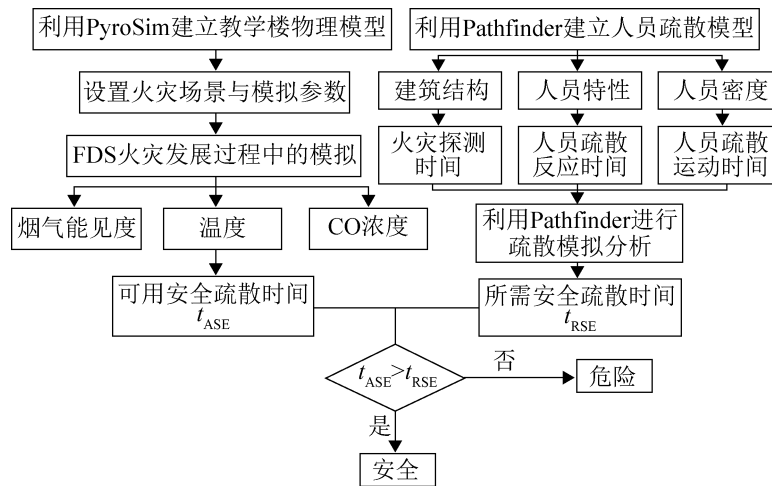 利用PyroSim建立教学楼物理模型
利用Pathfinder建立人员疏散模型
设置火灾场景与模拟参数
建筑结构
人员特性
人员密度
FDS火灾发展过程中的模拟
火灾探测
时间
人员疏散
反应时间
人员疏散
运动时间
烟气能见度
温度
CO浓度
利用Pathfinder进行
疏散模拟分析
可用安全疏散时间
tASE
所需安全疏散时间
tRSE
tASE>tRSE
否
危险
是
安全